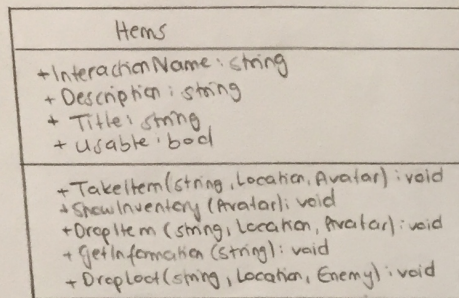 Items
+InteractionName: string
+ Description: string
+ Title: string
+ usable: bool
+TakeItem(string, Location, Avatar): void
+ShowInventory (Avatar): void
+DropItem (string, Location, Avatar): void
+getInformation (string): void
+DropLoot(string, Location, Enemy): void